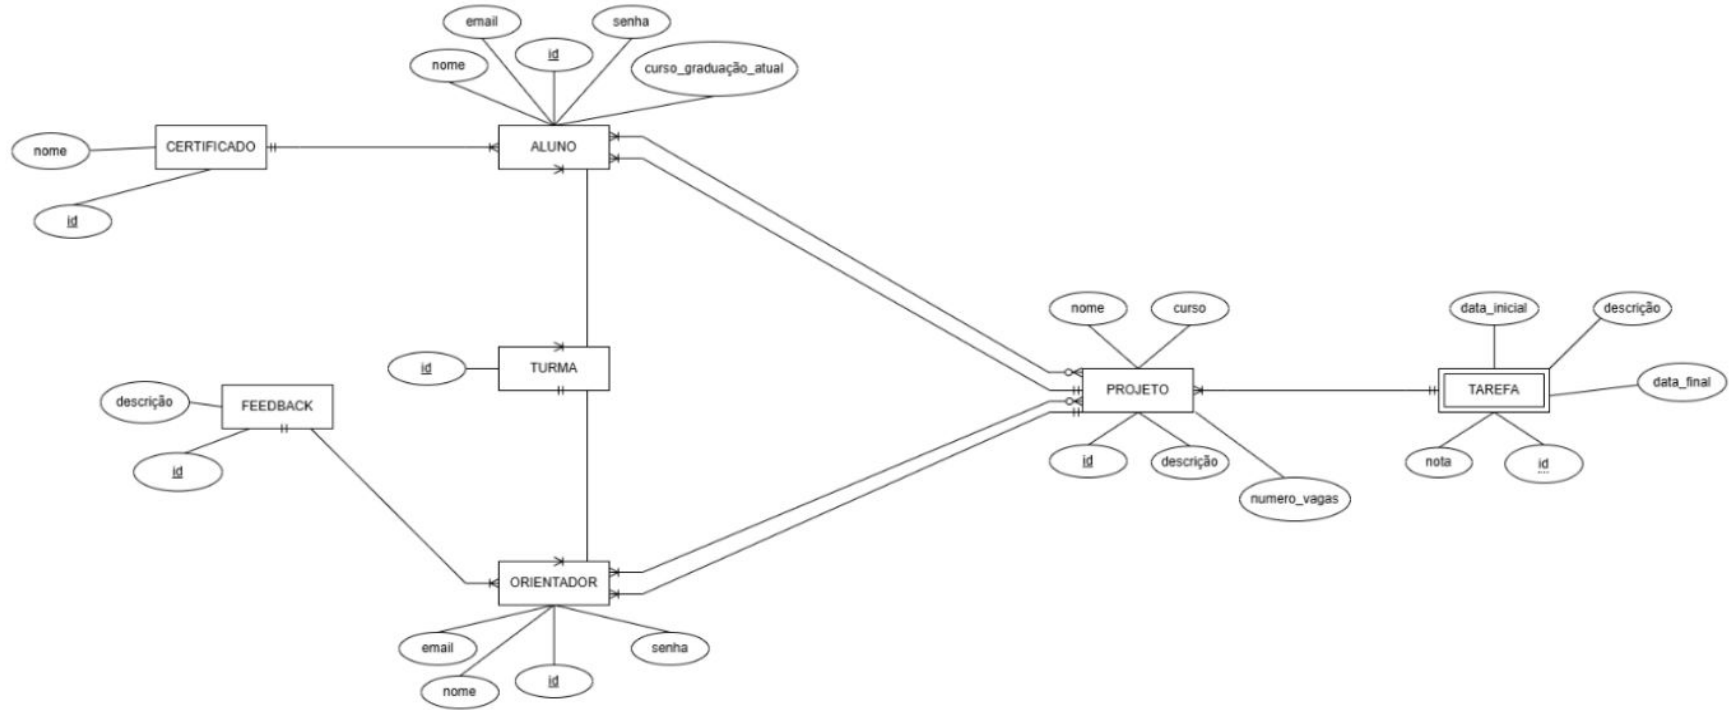 email
senha
id
nome
curso_graduação_atual
CERTIFICADO
ALUNO
nome
id
nome
curso
data_inicial
descrição
id
TURMA
PROJETO
TAREFA
data_final
descrição
FEEDBACK
id
id
descrição
nota
id
numero_vagas
ORIENTADOR
email
senha
nome
id